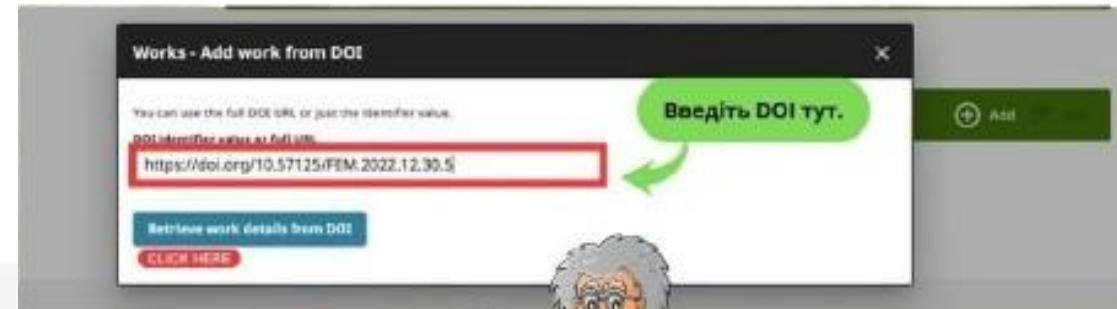 Works - Add work from DOI
You can use the full DOI URL or just the identifier value.
Введіть DOI тут.
Add
DOI identifier value or full URL
https://doi.org/10.57125/FEM.2022.12.30.5
Retrieve work details from DOI
CLICK HERE